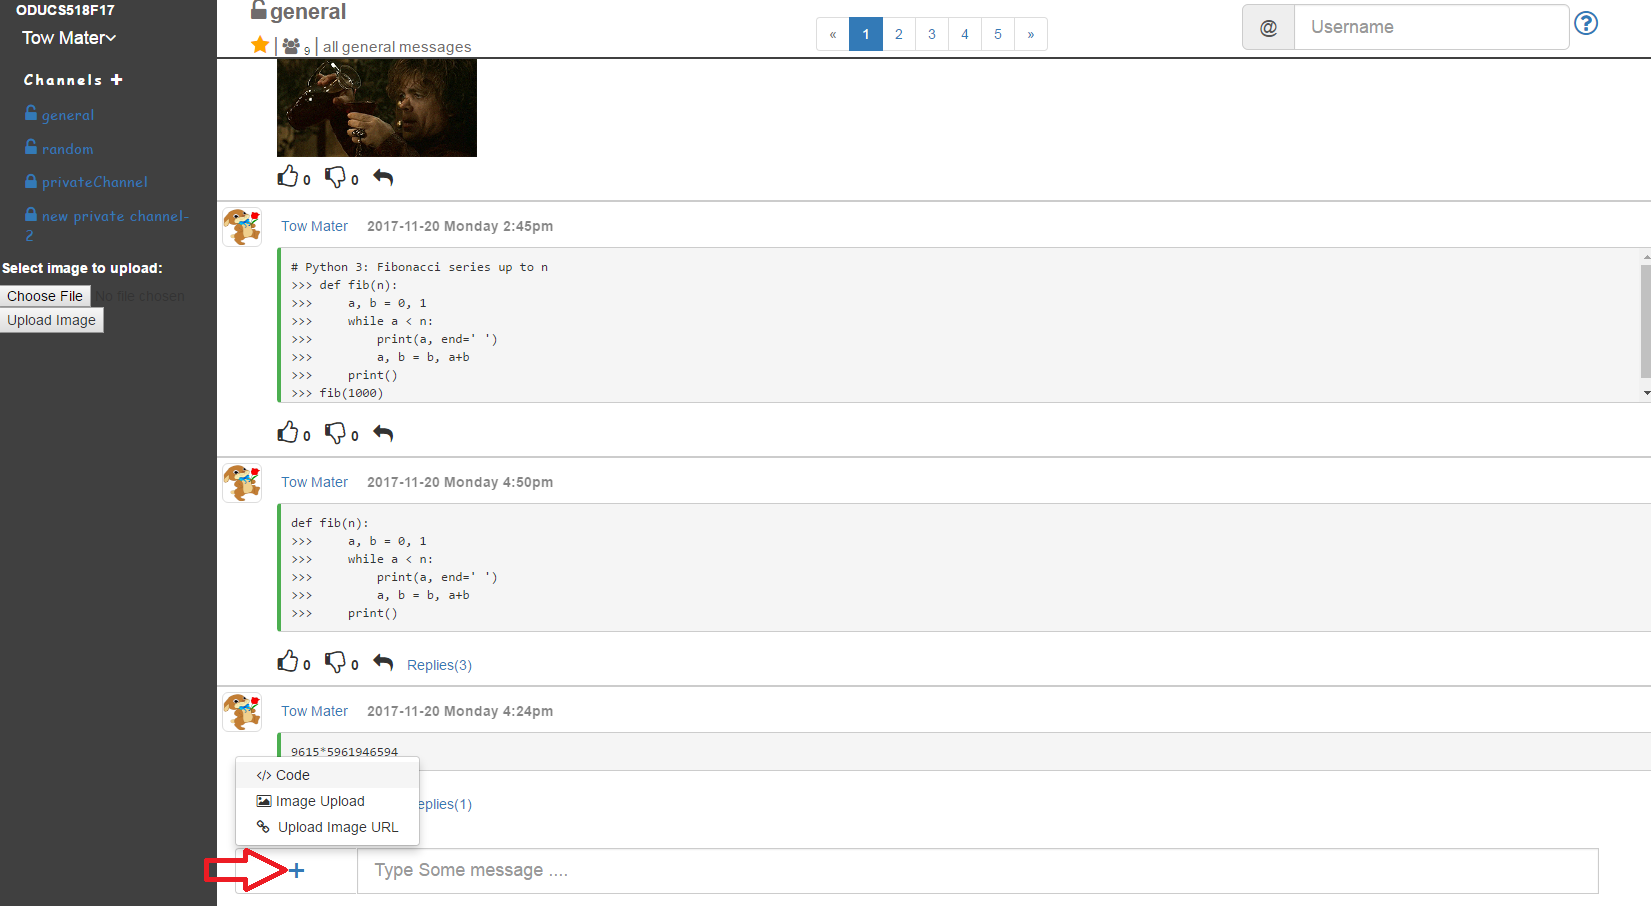 ODUCS518F17
Tow Mater
Channels +
general
random
privateChannel
new private channel-
2
Select image to upload:
Choose File No file chosen
Upload Image
general
9 | all general messages
« 1 2 3 4 5 »
@ Username
?
0 0
Tow Mater 2017-11-20 Monday 2:45pm
# Python 3: Fibonacci series up to n
>>> def fib(n):
>>>     a, b = 0, 1
>>>     while a < n:
>>>         print(a, end=' ')
>>>         a, b = b, a+b
>>>     print()
>>> fib(1000)
0 0
Tow Mater 2017-11-20 Monday 4:50pm
def fib(n):
>>>     a, b = 0, 1
>>>     while a < n:
>>>         print(a, end=' ')
>>>         a, b = b, a+b
>>>     print()
0 0 Replies(3)
Tow Mater 2017-11-20 Monday 4:24pm
9615*5961946594
</> Code
Image Upload
eplies(1)
Upload Image URL
+ Type Some message ....